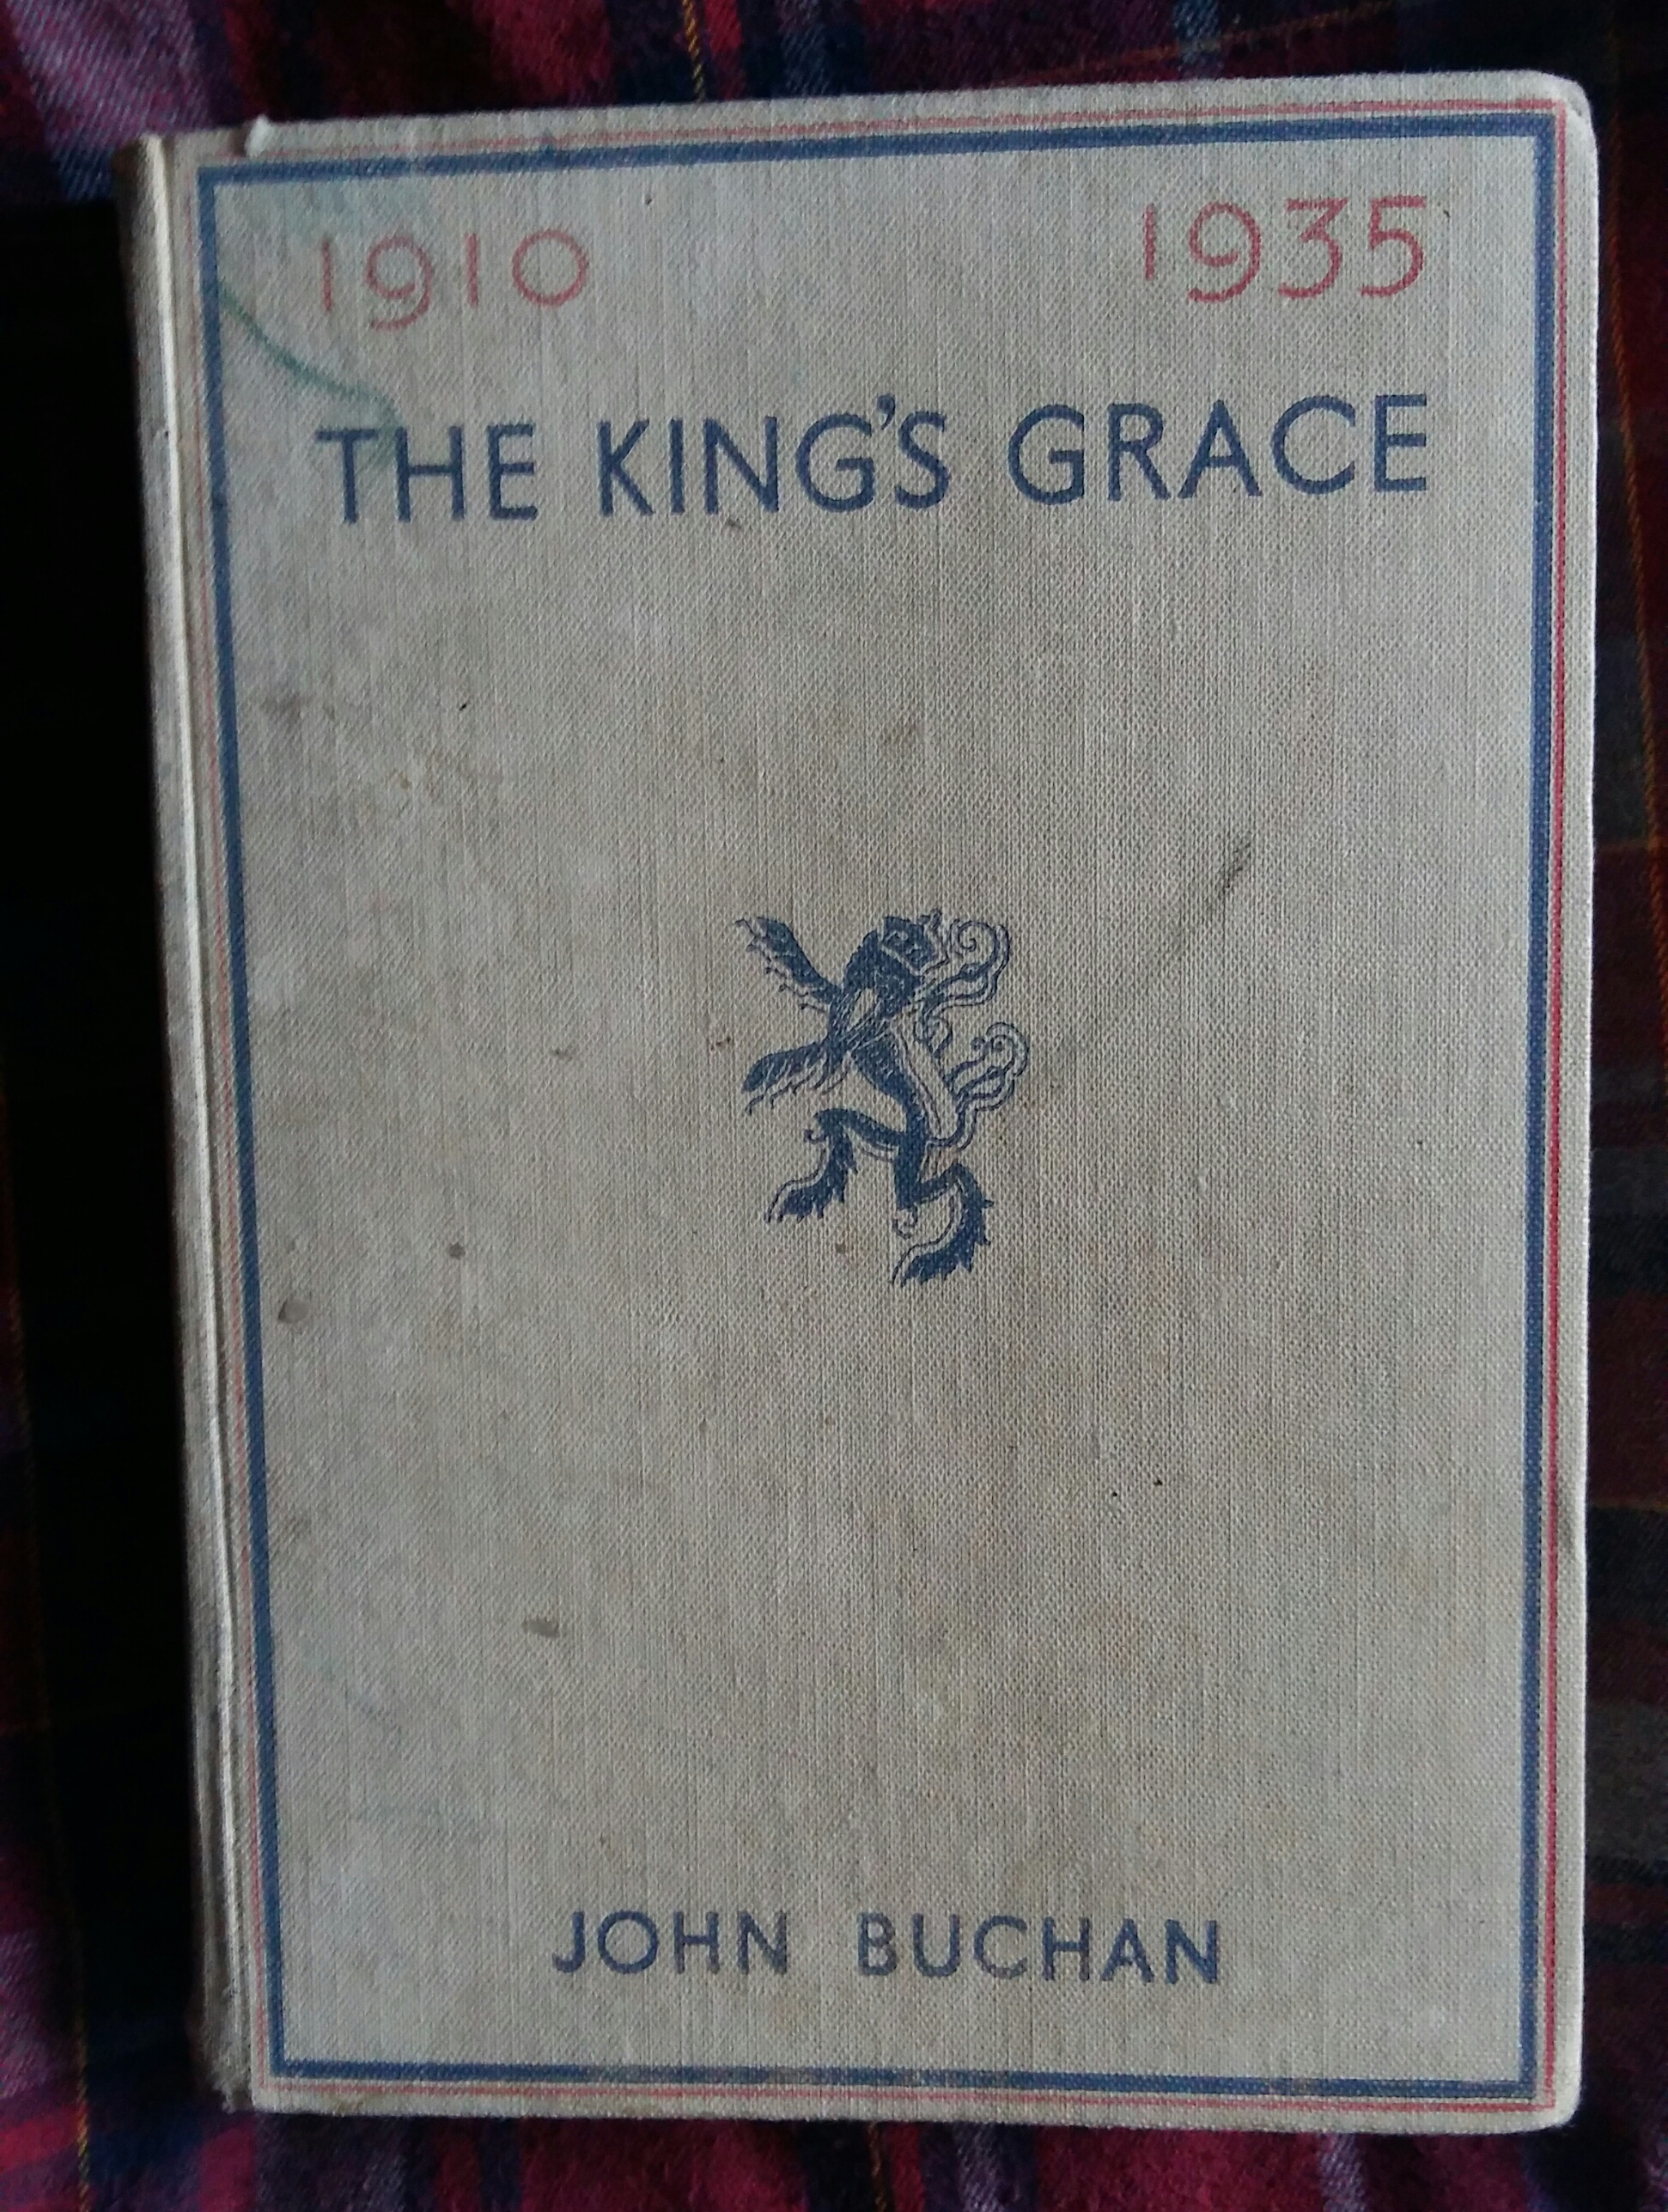 1910 1935
THE KING'S GRACE
JOHN BUCHAN